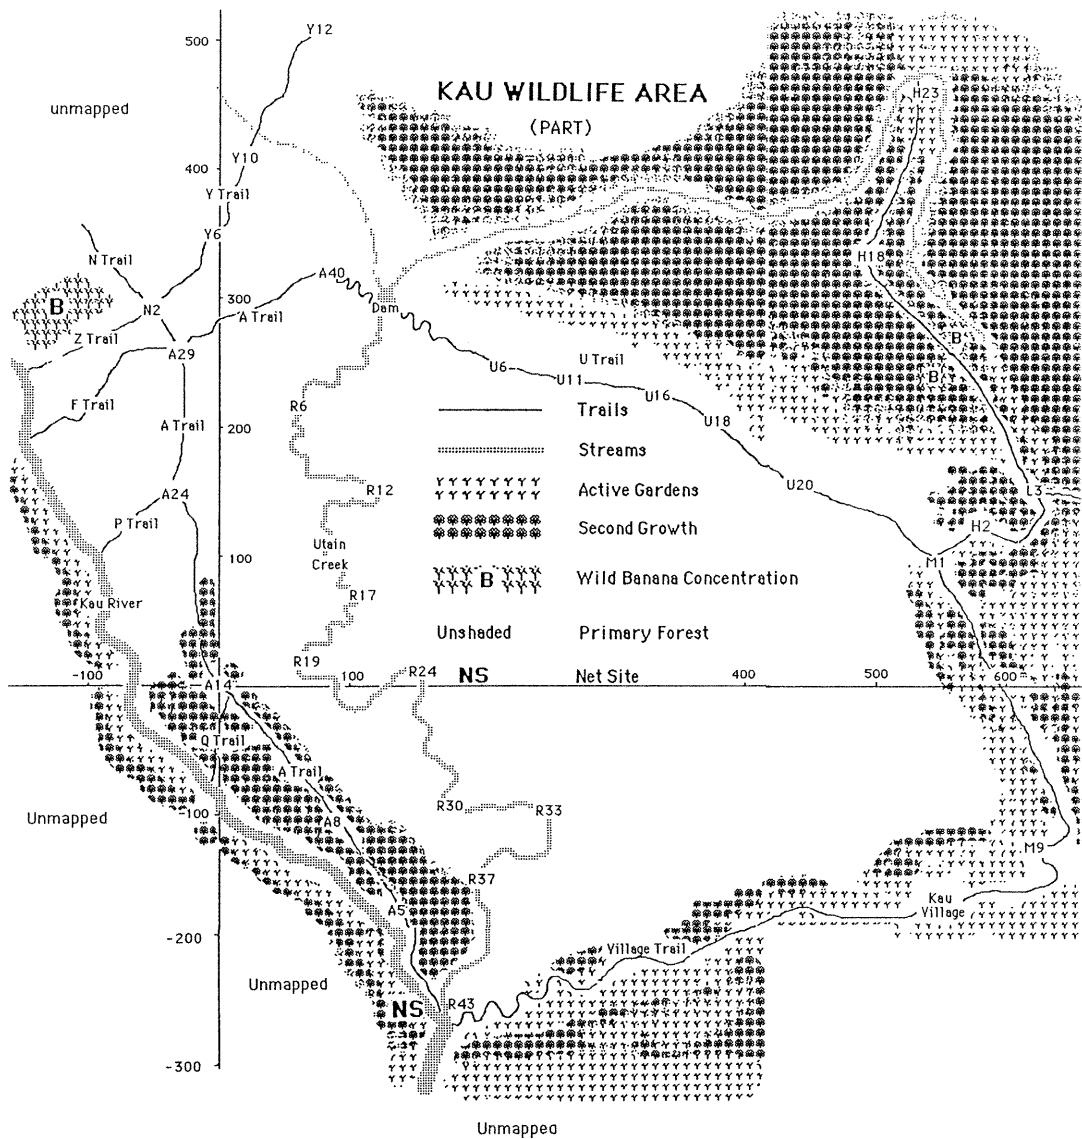 Y12
500
KAU WILDLIFE AREA
(PART)
unmapped
H23
Y10
400
Y Trail
Y6
N Trail
H18
A40
B
N2
300
Dam
A Trail
Z Trail
B
A29
U Trail
U6
U11
B
F Trail
R6
U16
Trails
A Trail
200
U18
Streams
A24
R12
U20
L3
Active Gardens
P Trail
H2
Second Growth
Utain
Creek
100
M1
B
Wild Banana Concentration
Kau River
R17
Unshaded
Primary Forest
R19
R24
NS
Net Site
-100
A14
100
400
500
600
Q Trail
A Trail
R30
R33
-100
Unmapped
A8
M9
R37
Kau
Village
A5
-200
Village Trail
Unmapped
NS
R43
-300
Unmapped